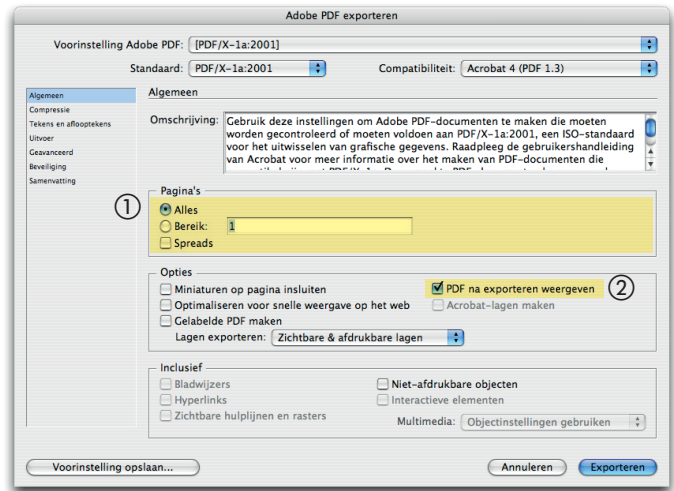 Adobe PDF exporteren
Voorinstelling Adobe PDF: [PDF/X-1a:2001]
Standaard: PDF/X-1a:2001 Compatibiliteit: Acrobat 4 (PDF 1.3)
Algemeen
Compressie
Tekens en aflooptekens
Uitvoer
Geavanceerd
Beveiliging
Samenvatting
Algemeen
Omschrijving: Gebruik deze instellingen om Adobe PDF-documenten te maken die moeten
worden gecontroleerd of moeten voldoen aan PDF/X-1a:2001, een ISO-standaard
voor het uitwisselen van grafische gegevens. Raadpleeg de gebruikershandleiding
van Acrobat voor meer informatie over het maken van PDF-documenten die
Pagina's
1
Alles
Bereik: 1
Spreads
Opties
Miniaturen op pagina insluiten PDF na exporteren weergeven 2
Optimaliseren voor snelle weergave op het web Acrobat-lagen maken
Gelabelde PDF maken
Lagen exporteren: Zichtbare & afdrukbare lagen
Inclusief
Bladwijzers Niet-afdrukbare objecten
Hyperlinks Interactieve elementen
Zichtbare hulplijnen en rasters Multimedia: Objectinstellingen gebruiken
Voorinstelling opslaan... Annuleren Exporteren